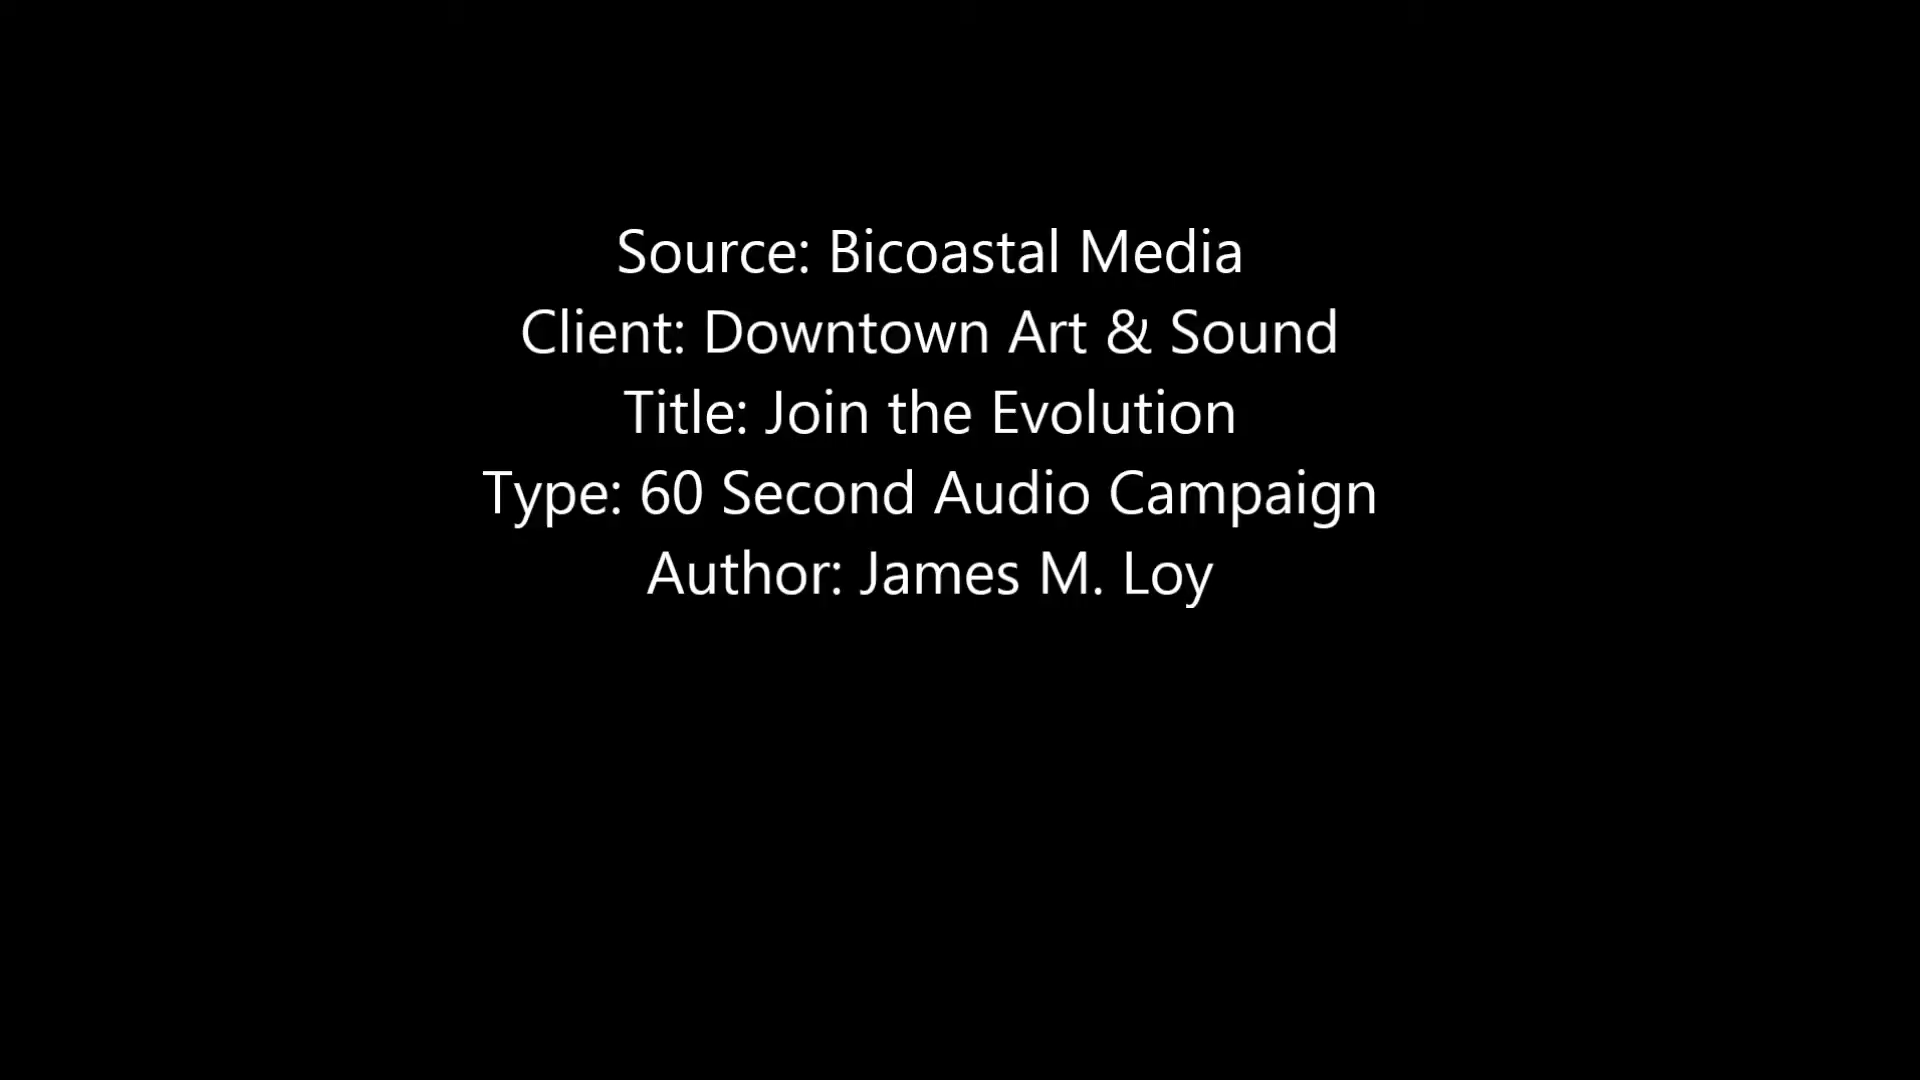 Source: Bicoastal Media
Client: Downtown Art & Sound
Title: Join the Evolution
Type: 60 Second Audio Campaign
Author: James M. Loy